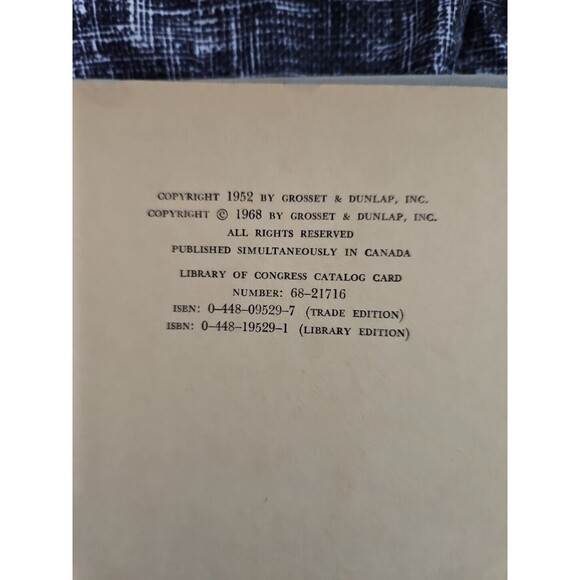 COPYRIGHT 1952 BY GROSSET & DUNLAP, INC.
COPYRIGHT © 1968 BY GROSSET & DUNLAP, INC.
ALL RIGHTS RESERVED
PUBLISHED SIMULTANEOUSLY IN CANADA
LIBRARY OF CONGRESS CATALOG CARD
NUMBER: 68–21716
ISBN: 0–448–09529–7 (TRADE EDITION)
ISBN: 0–448–19529–1 (LIBRARY EDITION)